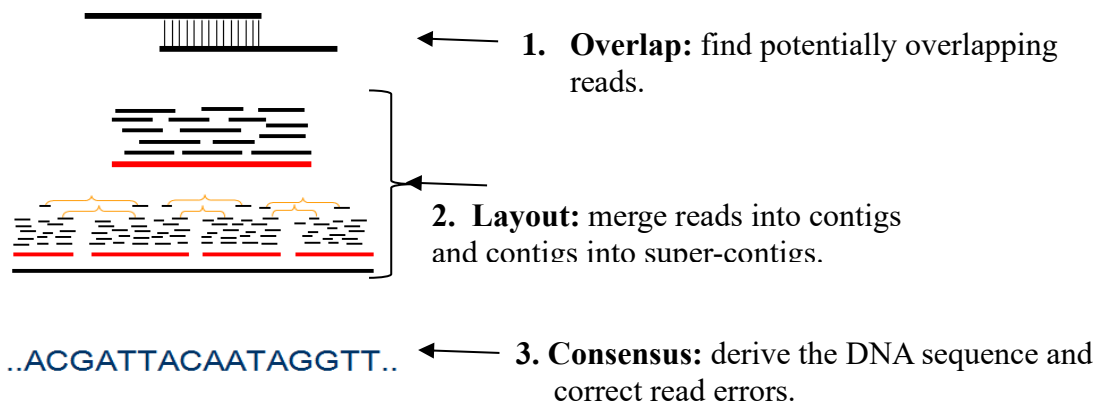 1. Overlap: find potentially overlapping
reads.
2. Layout: merge reads into contigs
and contigs into super-contigs.
..ACGATTACAATAGGTT..
3. Consensus: derive the DNA sequence and
correct read errors.